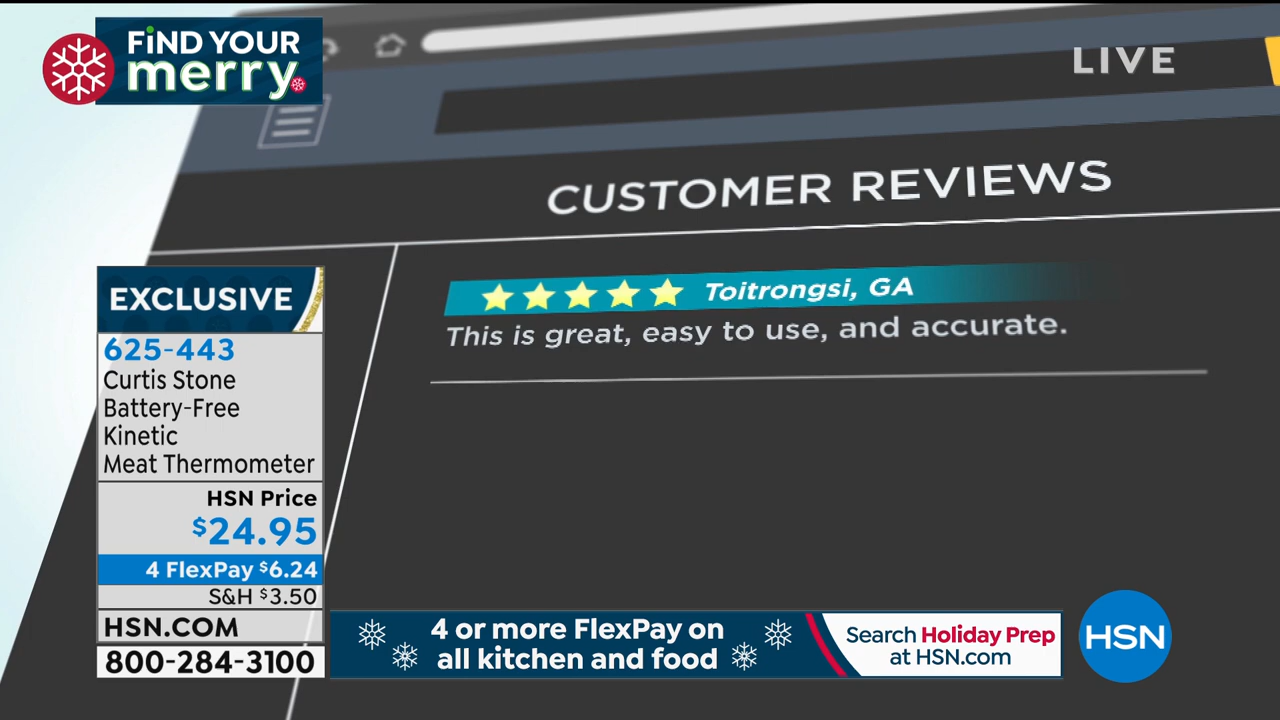 FiND YOUR
merry
LIVE
CUSTOMER REVIEWS
Toitrongsi, GA
This is great, easy to use, and accurate.
EXCLUSIVE
625-443
Curtis Stone
Battery-Free
Kinetic
Meat Thermometer
HSN Price
$24.95
4 FlexPay $6.24
S&H $3.50
HSN.COM
800-284-3100
4 or more FlexPay on
all kitchen and food
Search Holiday Prep
at HSN.com
HSN